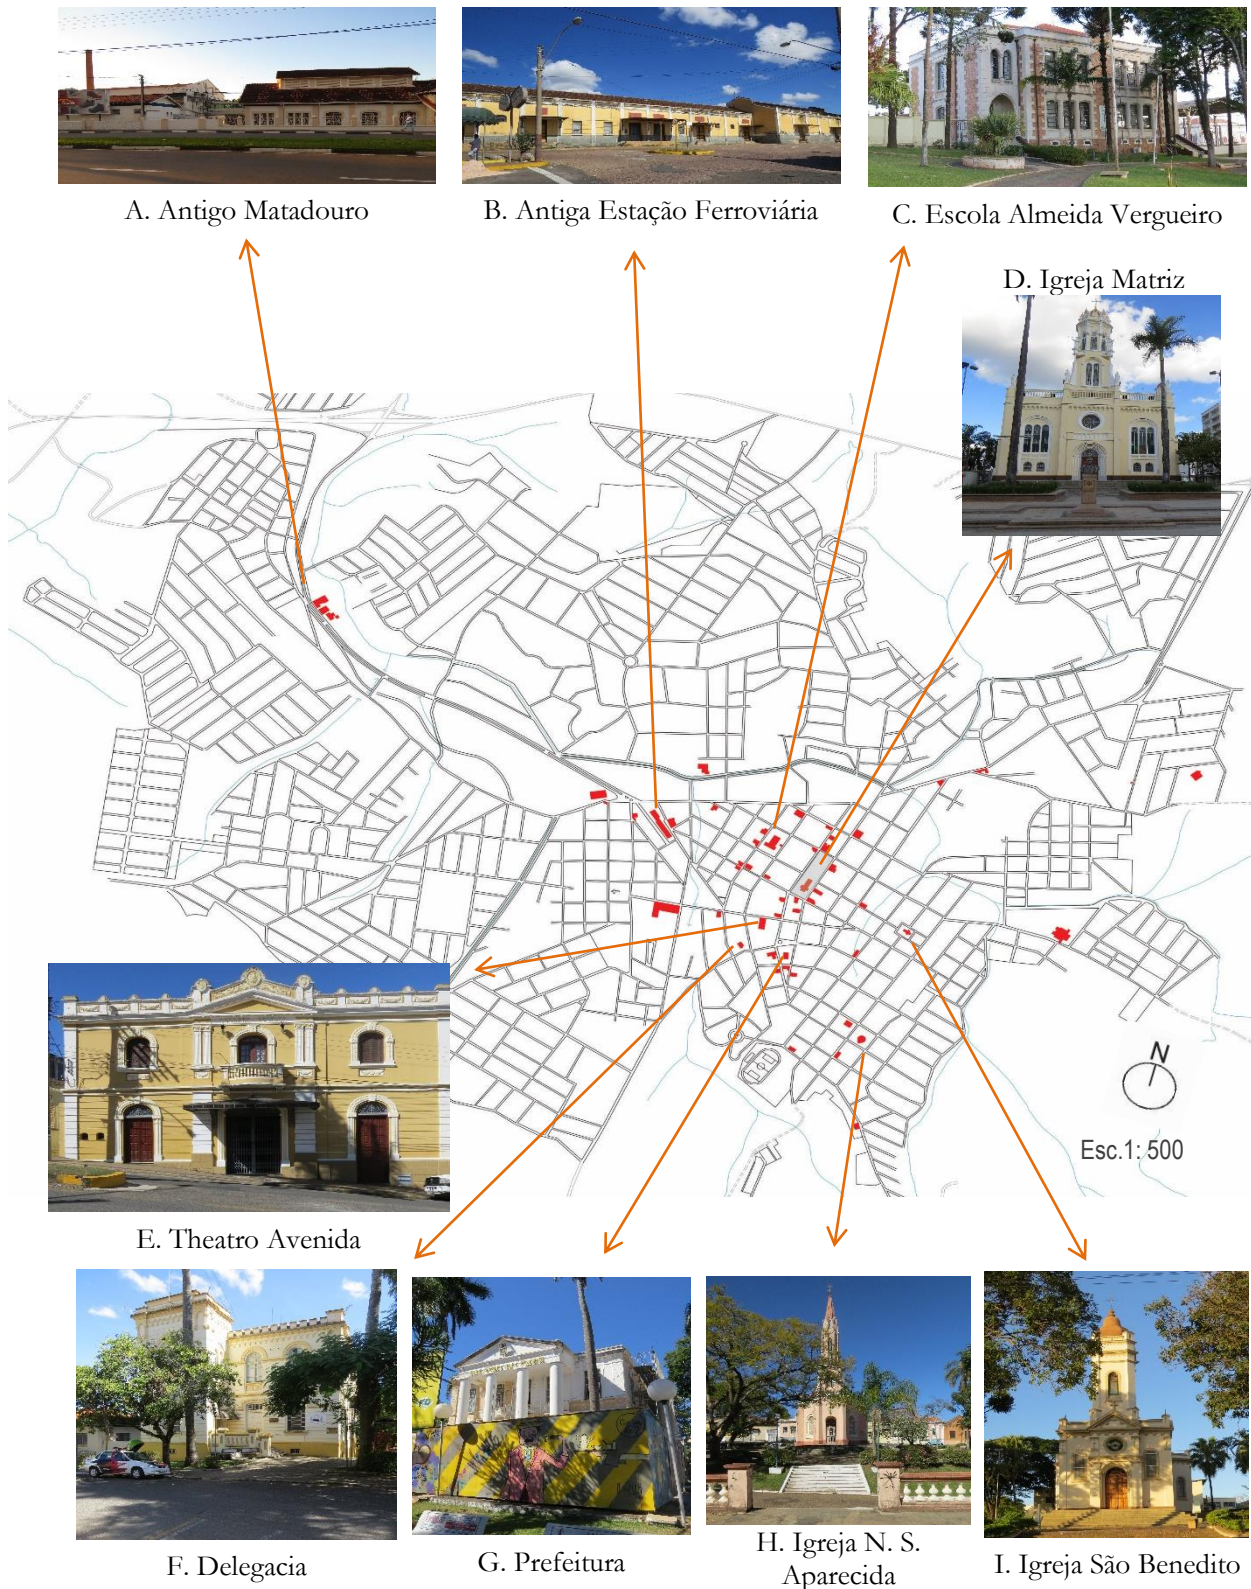 A. Antigo Matadouro
B. Antiga Estação Ferroviária
C. Escola Almeida Vergueiro
D. Igreja Matriz
N
Esc.1: 500
E. Theatro Avenida
F. Delegacia
G. Prefeitura
H. Igreja N. S.
Aparecida
I. Igreja São Benedito